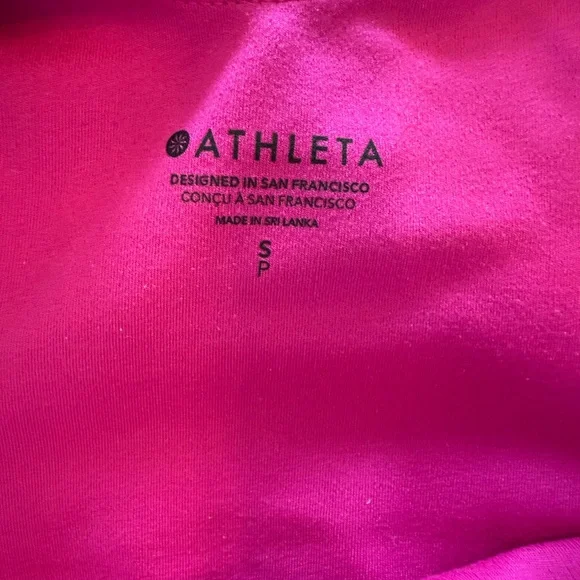 ATHLETA
DESIGNED IN SAN FRANCISCO
CONÇU À SAN FRANCISCO
MADE IN SRI LANKA
S
P